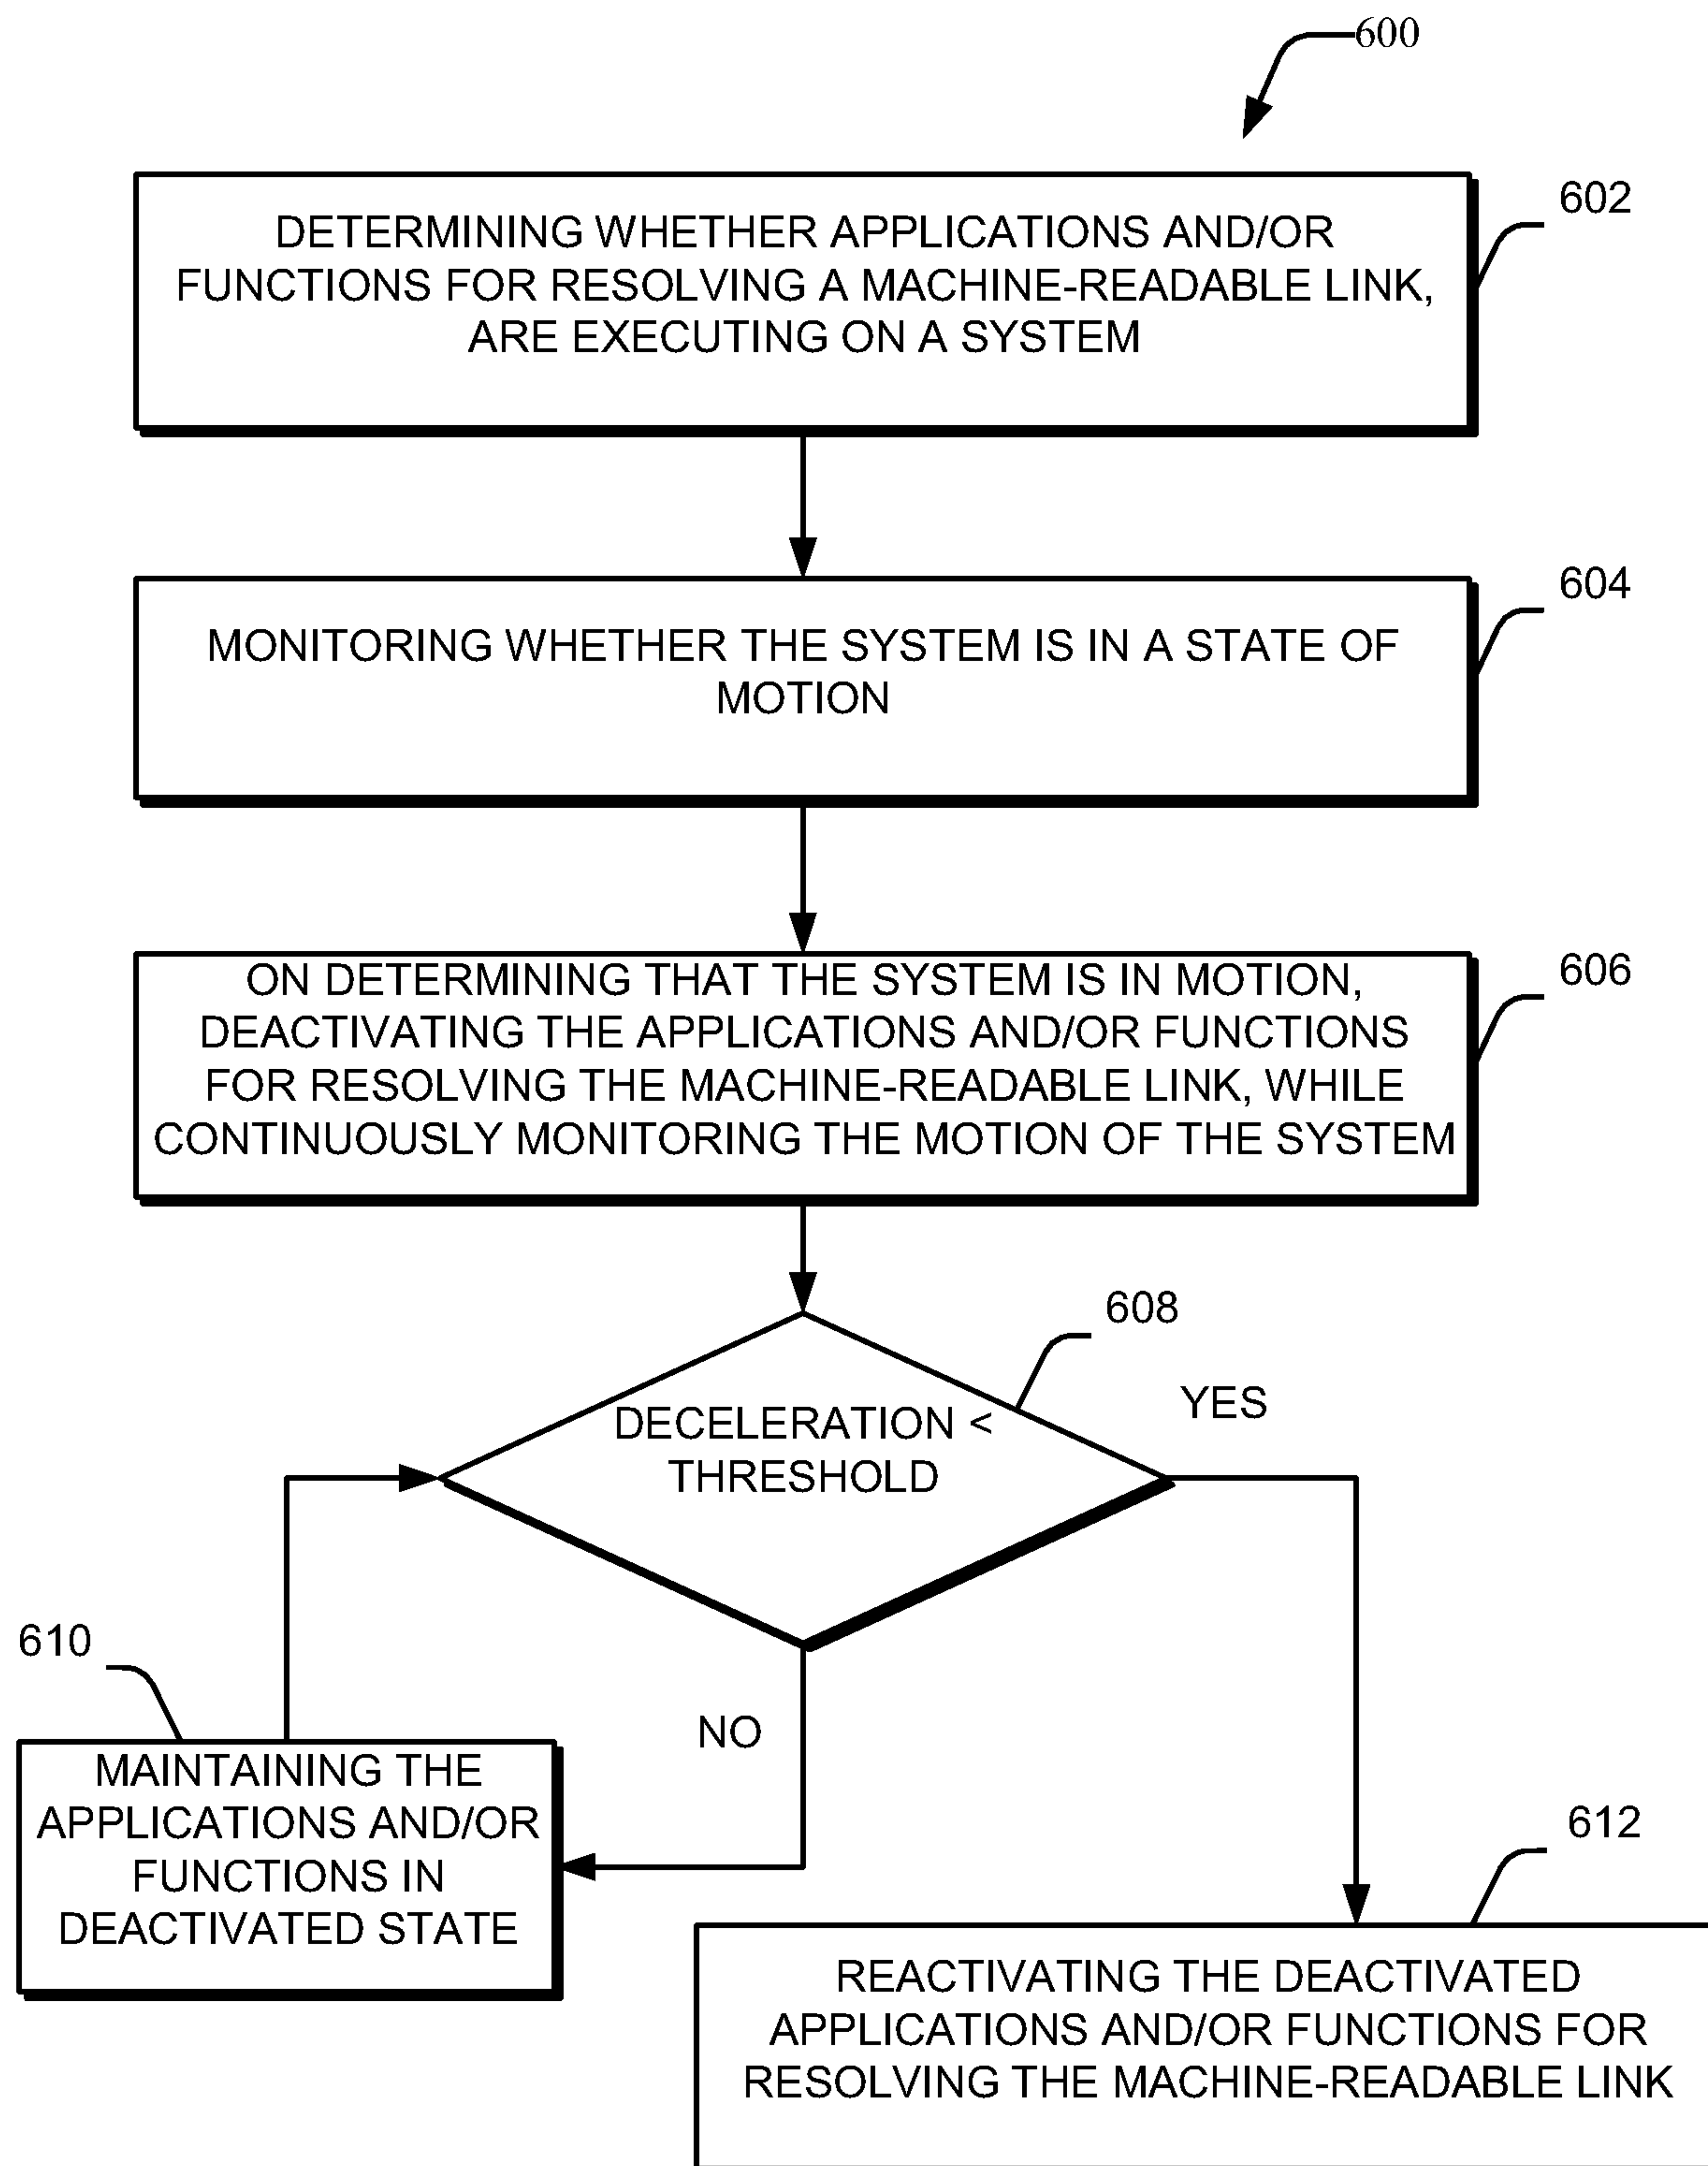 600
602
DETERMINING WHETHER APPLICATIONS AND/OR
FUNCTIONS FOR RESOLVING A MACHINE-READABLE LINK,
ARE EXECUTING ON A SYSTEM
604
MONITORING WHETHER THE SYSTEM IS IN A STATE OF
MOTION
606
ON DETERMINING THAT THE SYSTEM IS IN MOTION,
DEACTIVATING THE APPLICATIONS AND/OR FUNCTIONS
FOR RESOLVING THE MACHINE-READABLE LINK, WHILE
CONTINUOUSLY MONITORING THE MOTION OF THE SYSTEM
608
DECELERATION <
THRESHOLD
YES
NO
610
MAINTAINING THE
APPLICATIONS AND/OR
FUNCTIONS IN
DEACTIVATED STATE
612
REACTIVATING THE DEACTIVATED
APPLICATIONS AND/OR FUNCTIONS FOR
RESOLVING THE MACHINE-READABLE LINK